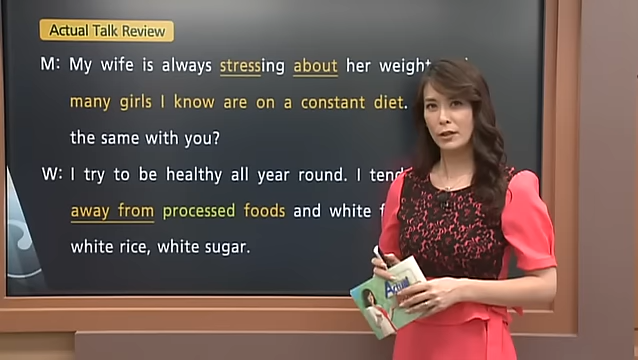 Actual Talk Review
M: My wife is always stressing about her weight
many girls I know are on a constant diet.
the same with you?
W: I try to be healthy all year round. I tend
away from processed foods and white
white rice, white sugar.